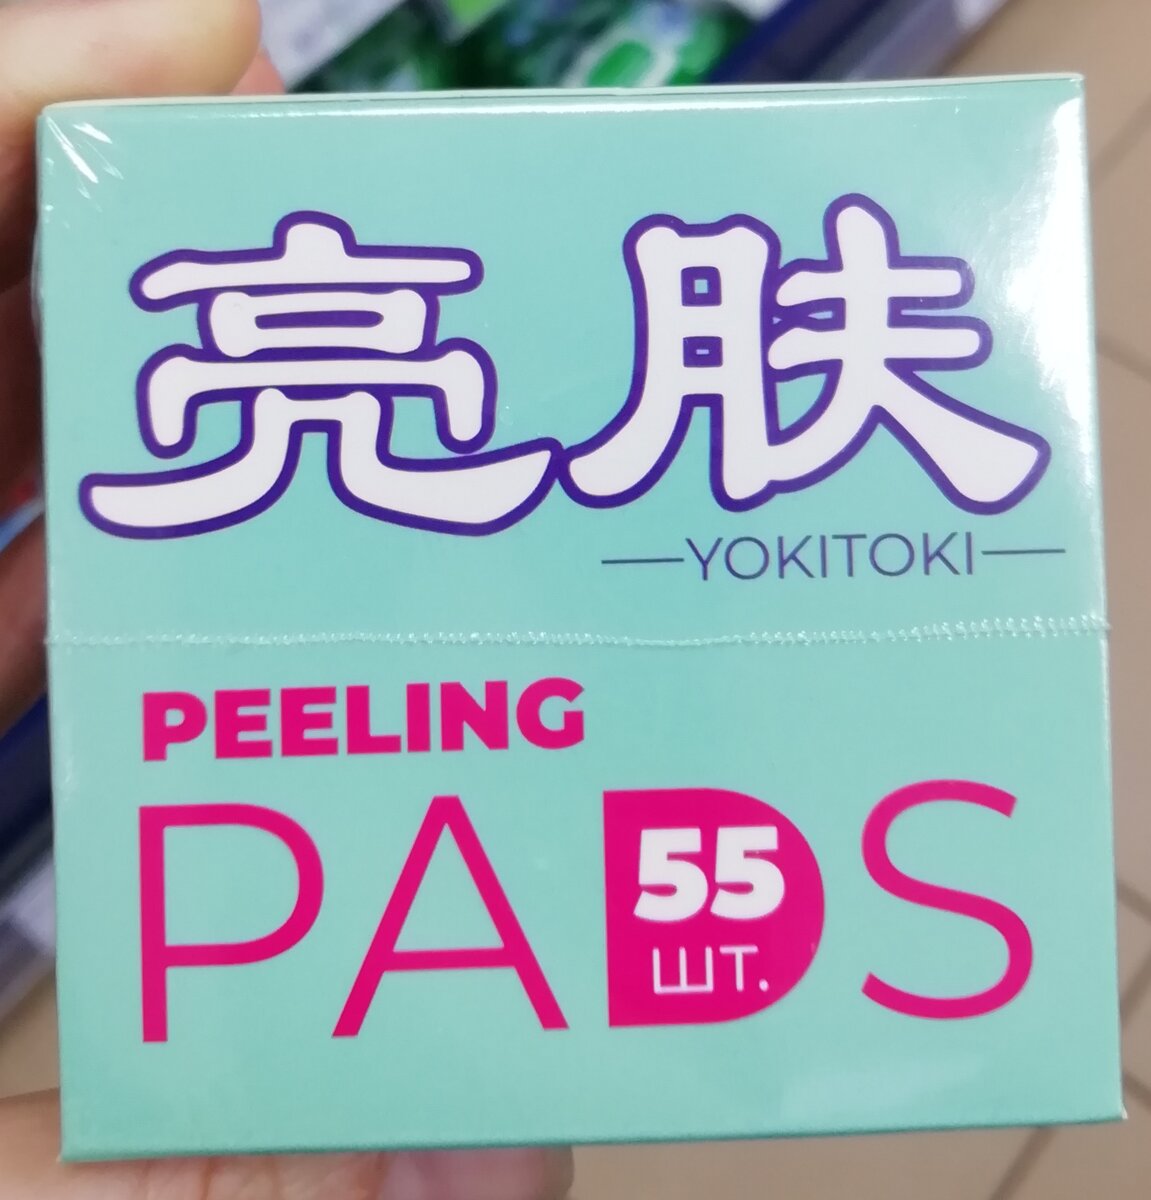 亮肤
YOKITOKI
PEELING
PADS
55
шт.